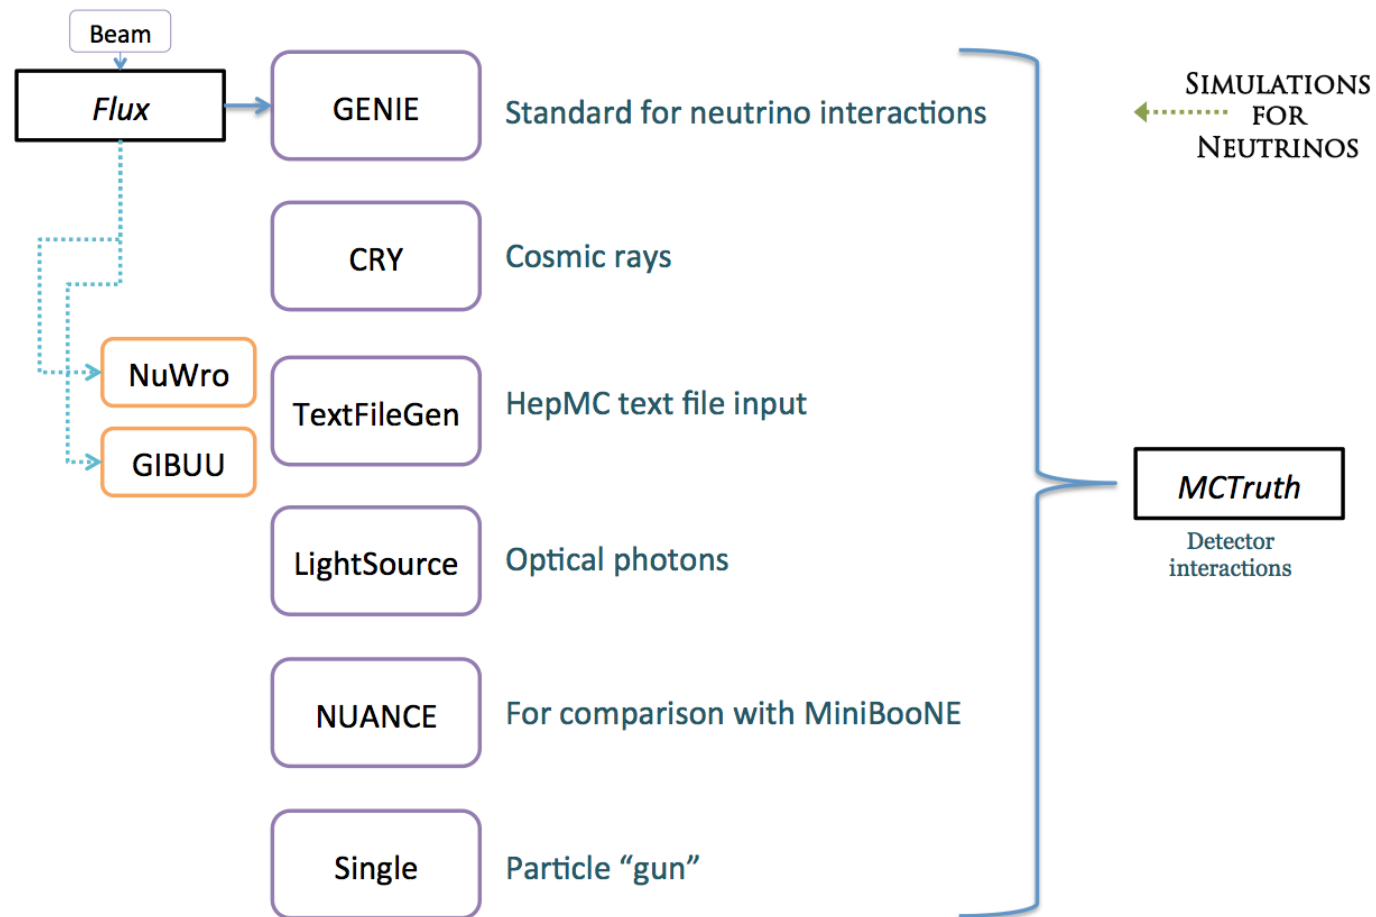 Beam
Flux
GENIE
Standard for neutrino interactions
SIMULATIONS
FOR
NEUTRINOS
CRY
Cosmic rays
NuWro
TextFileGen
HepMC text file input
GIBUU
MCTruth
Detector
interactions
LightSource
Optical photons
NUANCE
For comparison with MiniBooNE
Single
Particle “gun”